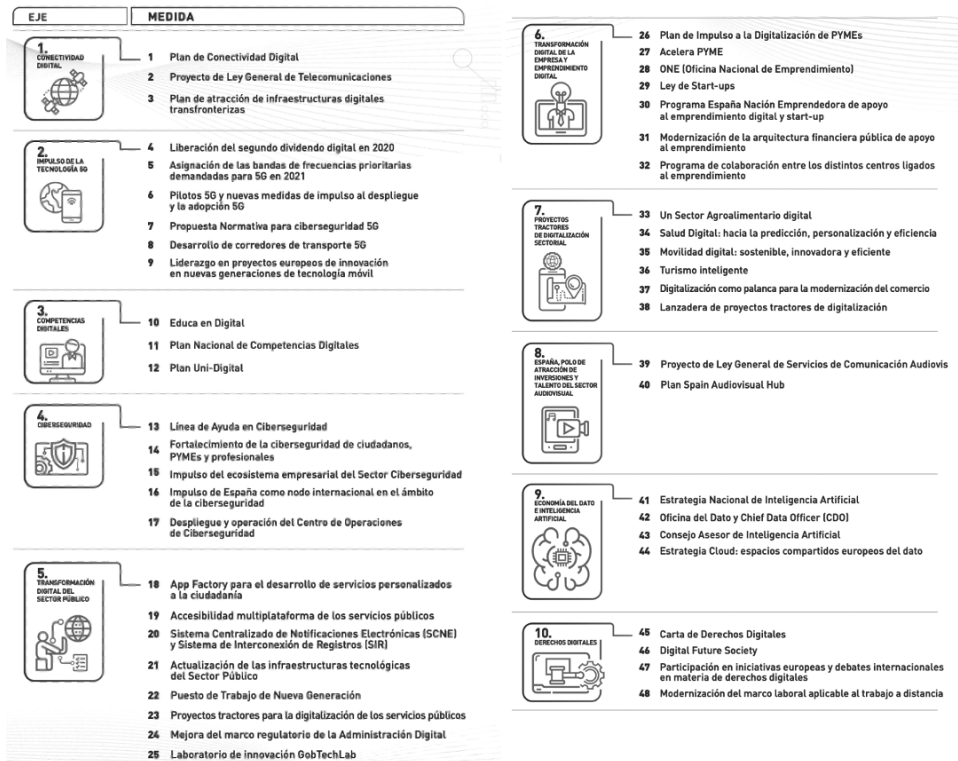 EJE
MEDIDA
1.
CONECTIVIDAD
DIGITAL
1 Plan de Conectividad Digital
2 Proyecto de Ley General de Telecomunicaciones
3 Plan de atracción de infraestructuras digitales
transfronterizas
2.
IMPULSO DE LA
TECNOLOGÍA 5G
4 Liberación del segundo dividendo digital en 2020
5 Asignación de las bandas de frecuencias prioritarias
demandadas para 5G en 2021
6 Pilotos 5G y nuevas medidas de impulso al despliegue
y la adopción 5G
7 Propuesta Normativa para ciberseguridad 5G
8 Desarrollo de corredores de transporte 5G
9 Liderazgo en proyectos europeos de innovación
en nuevas generaciones de tecnología móvil
3.
COMPETENCIAS
DIGITALES
10 Educa en Digital
11 Plan Nacional de Competencias Digitales
12 Plan Uni-Digital
4.
CIBERSEGURIDAD
13 Línea de Ayuda en Ciberseguridad
14 Fortalecimiento de la ciberseguridad de ciudadanos,
PYMEs y profesionales
15 Impulso del ecosistema empresarial del Sector Ciberseguridad
16 Impulso de España como nodo internacional en el ámbito
de la ciberseguridad
17 Despliegue y operación del Centro de Operaciones
de Ciberseguridad
5.
TRANSFORMACIÓN
DIGITAL DEL
SECTOR PÚBLICO
18 App Factory para el desarrollo de servicios personalizados
a la ciudadanía
19 Accesibilidad multiplataforma de los servicios públicos
20 Sistema Centralizado de Notificaciones Electrónicas (SCNE)
y Sistema de Interconexión de Registros (SIR)
21 Actualización de las infraestructuras tecnológicas
del Sector Público
22 Puesto de Trabajo de Nueva Generación
23 Proyectos tractores para la digitalización de los servicios públicos
24 Mejora del marco regulatorio de la Administración Digital
25 Laboratorio de innovación GobTechLab
6.
TRANSFORMACIÓN
DIGITAL DE LA
EMPRESA Y
EMPRENDIMIENTO
DIGITAL
26 Plan de Impulso a la Digitalización de PYMEs
27 Acelera PYME
28 ONE (Oficina Nacional de Emprendimiento)
29 Ley de Start-ups
30 Programa España Nación Emprendedora de apoyo
al emprendimiento digital y start-up
31 Modernización de la arquitectura financiera pública de apoyo
al emprendimiento
32 Programa de colaboración entre los distintos centros ligados
al emprendimiento
7.
PROYECTOS
TRACTORES
DE DIGITALIZACIÓN
SECTORIAL
33 Un Sector Agroalimentario digital
34 Salud Digital: hacia la predicción, personalización y eficiencia
35 Movilidad digital: sostenible, innovadora y eficiente
36 Turismo inteligente
37 Digitalización como palanca para la modernización del comercio
38 Lanzadera de proyectos tractores de digitalización
8.
ESPAÑA, POLO DE
ATRACCIÓN DE
INVERSIONES Y
TALENTO DEL SECTOR
AUDIOVISUAL
39 Proyecto de Ley General de Servicios de Comunicación Audiovis
40 Plan Spain Audiovisual Hub
9.
ECONOMÍA DEL DATO
E INTELIGENCIA
ARTIFICIAL
41 Estrategia Nacional de Inteligencia Artificial
42 Oficina del Dato y Chief Data Officer (CDO)
43 Consejo Asesor de Inteligencia Artificial
44 Estrategia Cloud: espacios compartidos europeos del dato
10.
DERECHOS DIGITALES
45 Carta de Derechos Digitales
46 Digital Future Society
47 Participación en iniciativas europeas y debates internacionales
en materia de derechos digitales
48 Modernización del marco laboral aplicable al trabajo a distancia